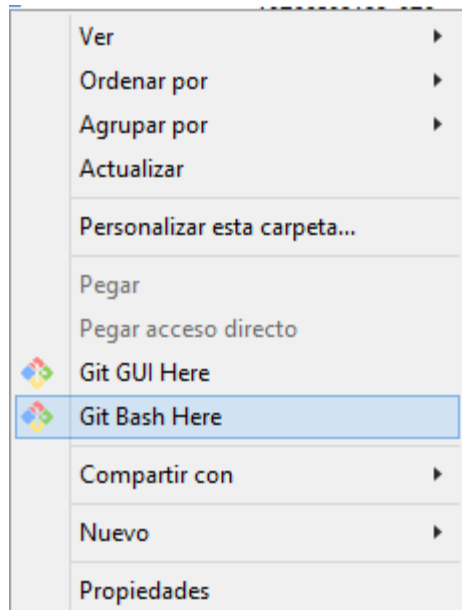 Ver
Ordenar por
Agrupar por
Actualizar
Personalizar esta carpeta...
Pegar
Pegar acceso directo
Git GUI Here
Git Bash Here
Compartir con
Nuevo
Propiedades